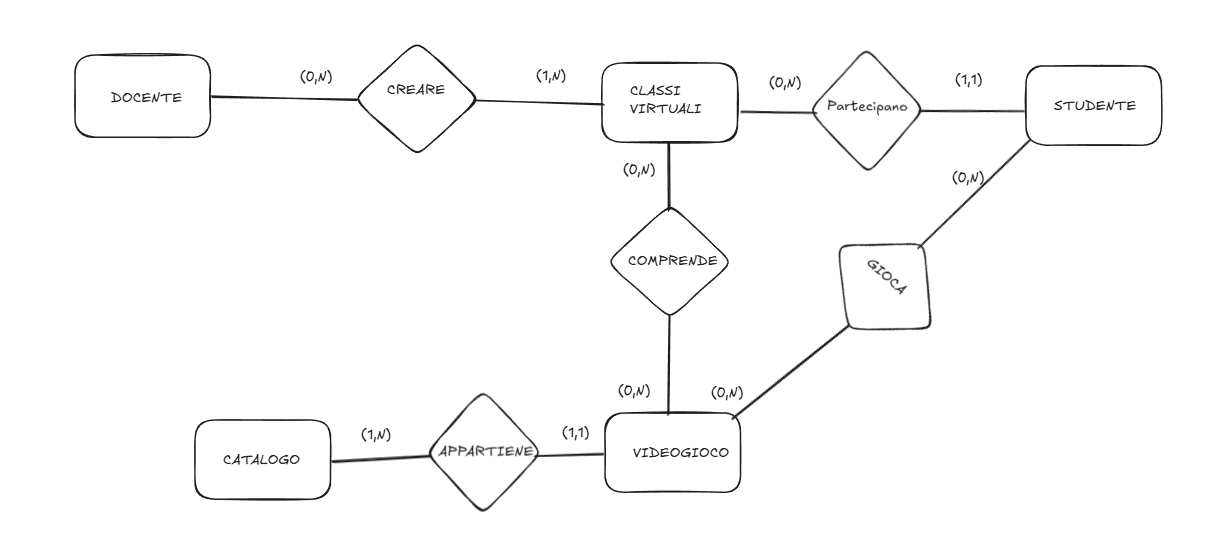 DOCENTE
(0,N)
CREARE
(1,N)
CLASSI
VIRTUALI
(0,N)
Partecipano
(1,1)
STUDENTE
(0,N)
(0,N)
COMPRENDE
GIOCA
(0,N)
(0,N)
CATALOGO
(1,N)
APPARTIENE
(1,1)
VIDEOGIOCO